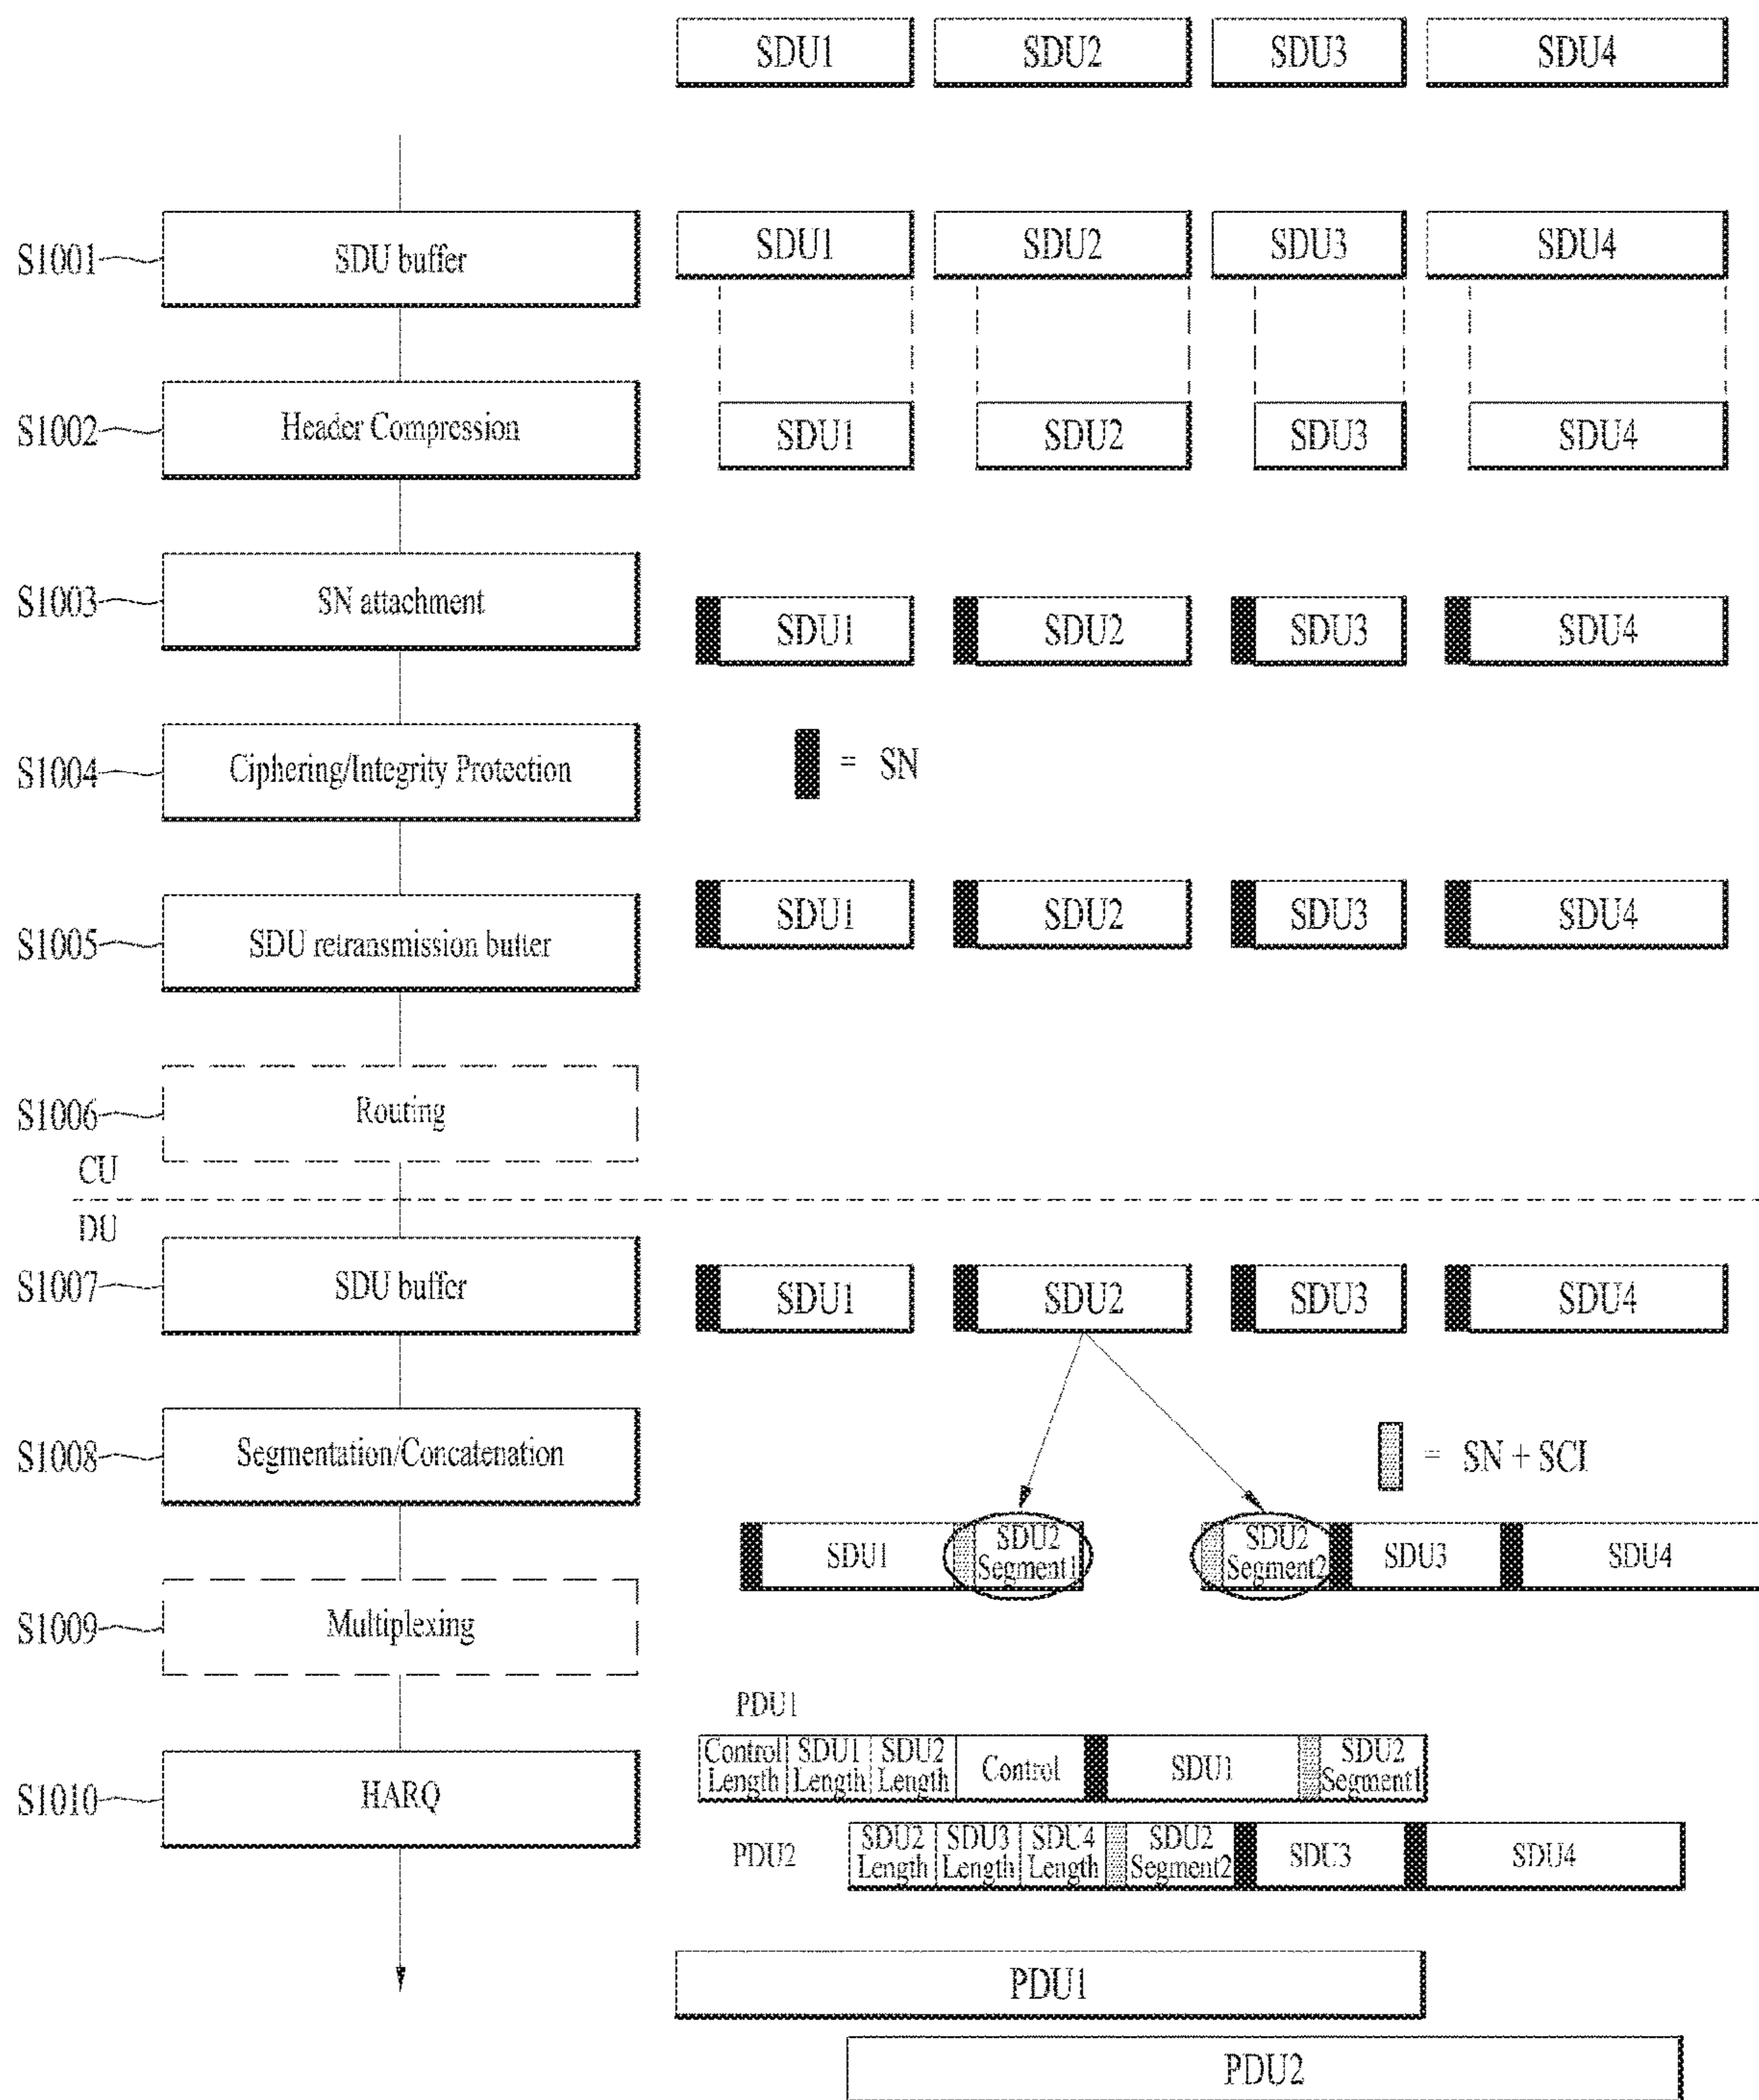 SDU1 SDU2 SDU3 SDU4
S1001 SDU buffer SDU1 SDU2 SDU3 SDU4
S1002 Header Compression SDU1 SDU2 SDU3 SDU4
S1003 SN attachment SDU1 SDU2 SDU3 SDU4
S1004 Ciphering/Integrity Protection = SN
S1005 SDU retransmission butter SDU1 SDU2 SDU3 SDU4
S1006 Routing
CU
DU
S1007 SDU buffer SDU1 SDU2 SDU3 SDU4
S1008 Segmentation/Concatenation = SN + SCI
SDU1 SDU2 Segment1 SDU2 Segment2 SDU3 SDU4
S1009 Multiplexing
PDU1
Control Length SDU1 Length SDU2 Length Control SDU1 SDU2 Segment1
S1010 HARQ
PDU2 SDU2 Length SDU3 Length SDU4 Length SDU2 Segment2 SDU3 SDU4
PDU1
PDU2